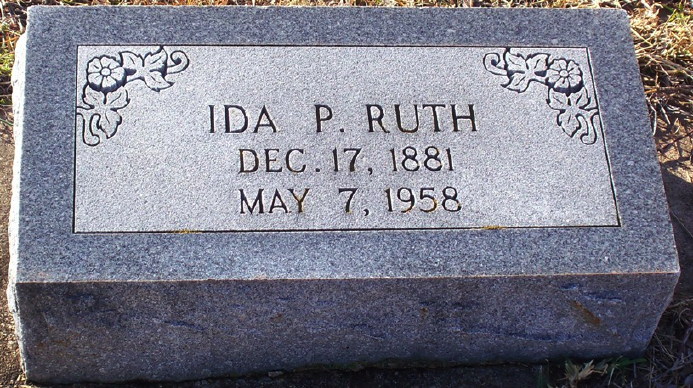 IDA P. RUTH
DEC. 17, 1881
MAY 7, 1958